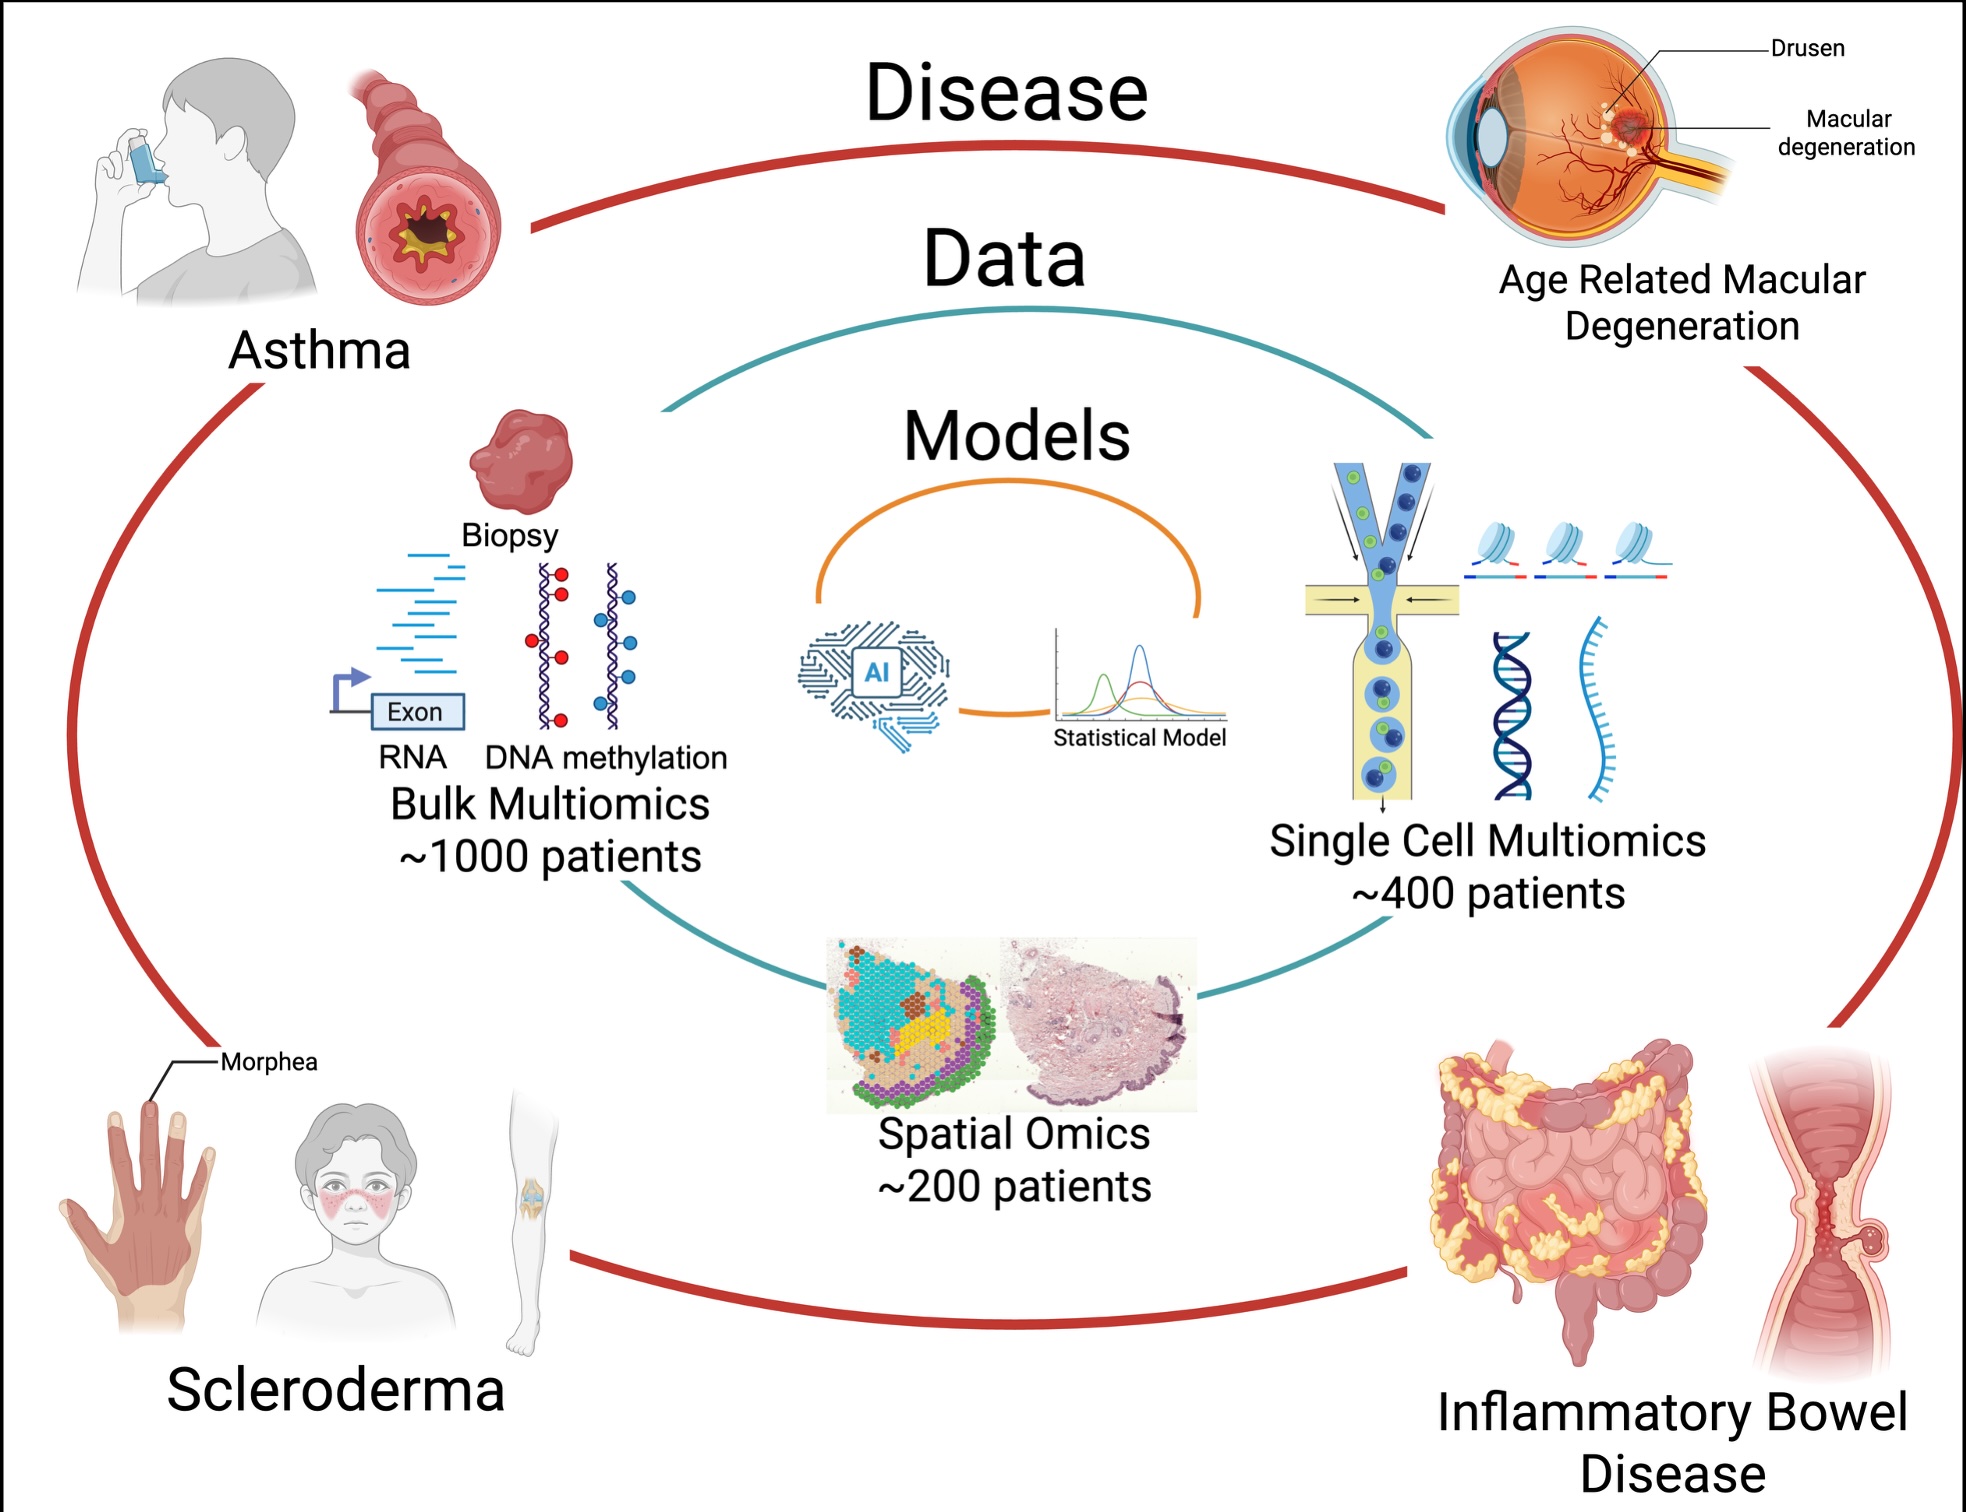 Disease
Drusen
Macular
degeneration
Asthma
Age Related Macular
Degeneration
Data
Models
Biopsy
Exon
RNA
DNA methylation
Bulk Multiomics
~1000 patients
AI
Statistical Model
Single Cell Multiomics
~400 patients
Spatial Omics
~200 patients
Morphea
Scleroderma
Inflammatory Bowel
Disease